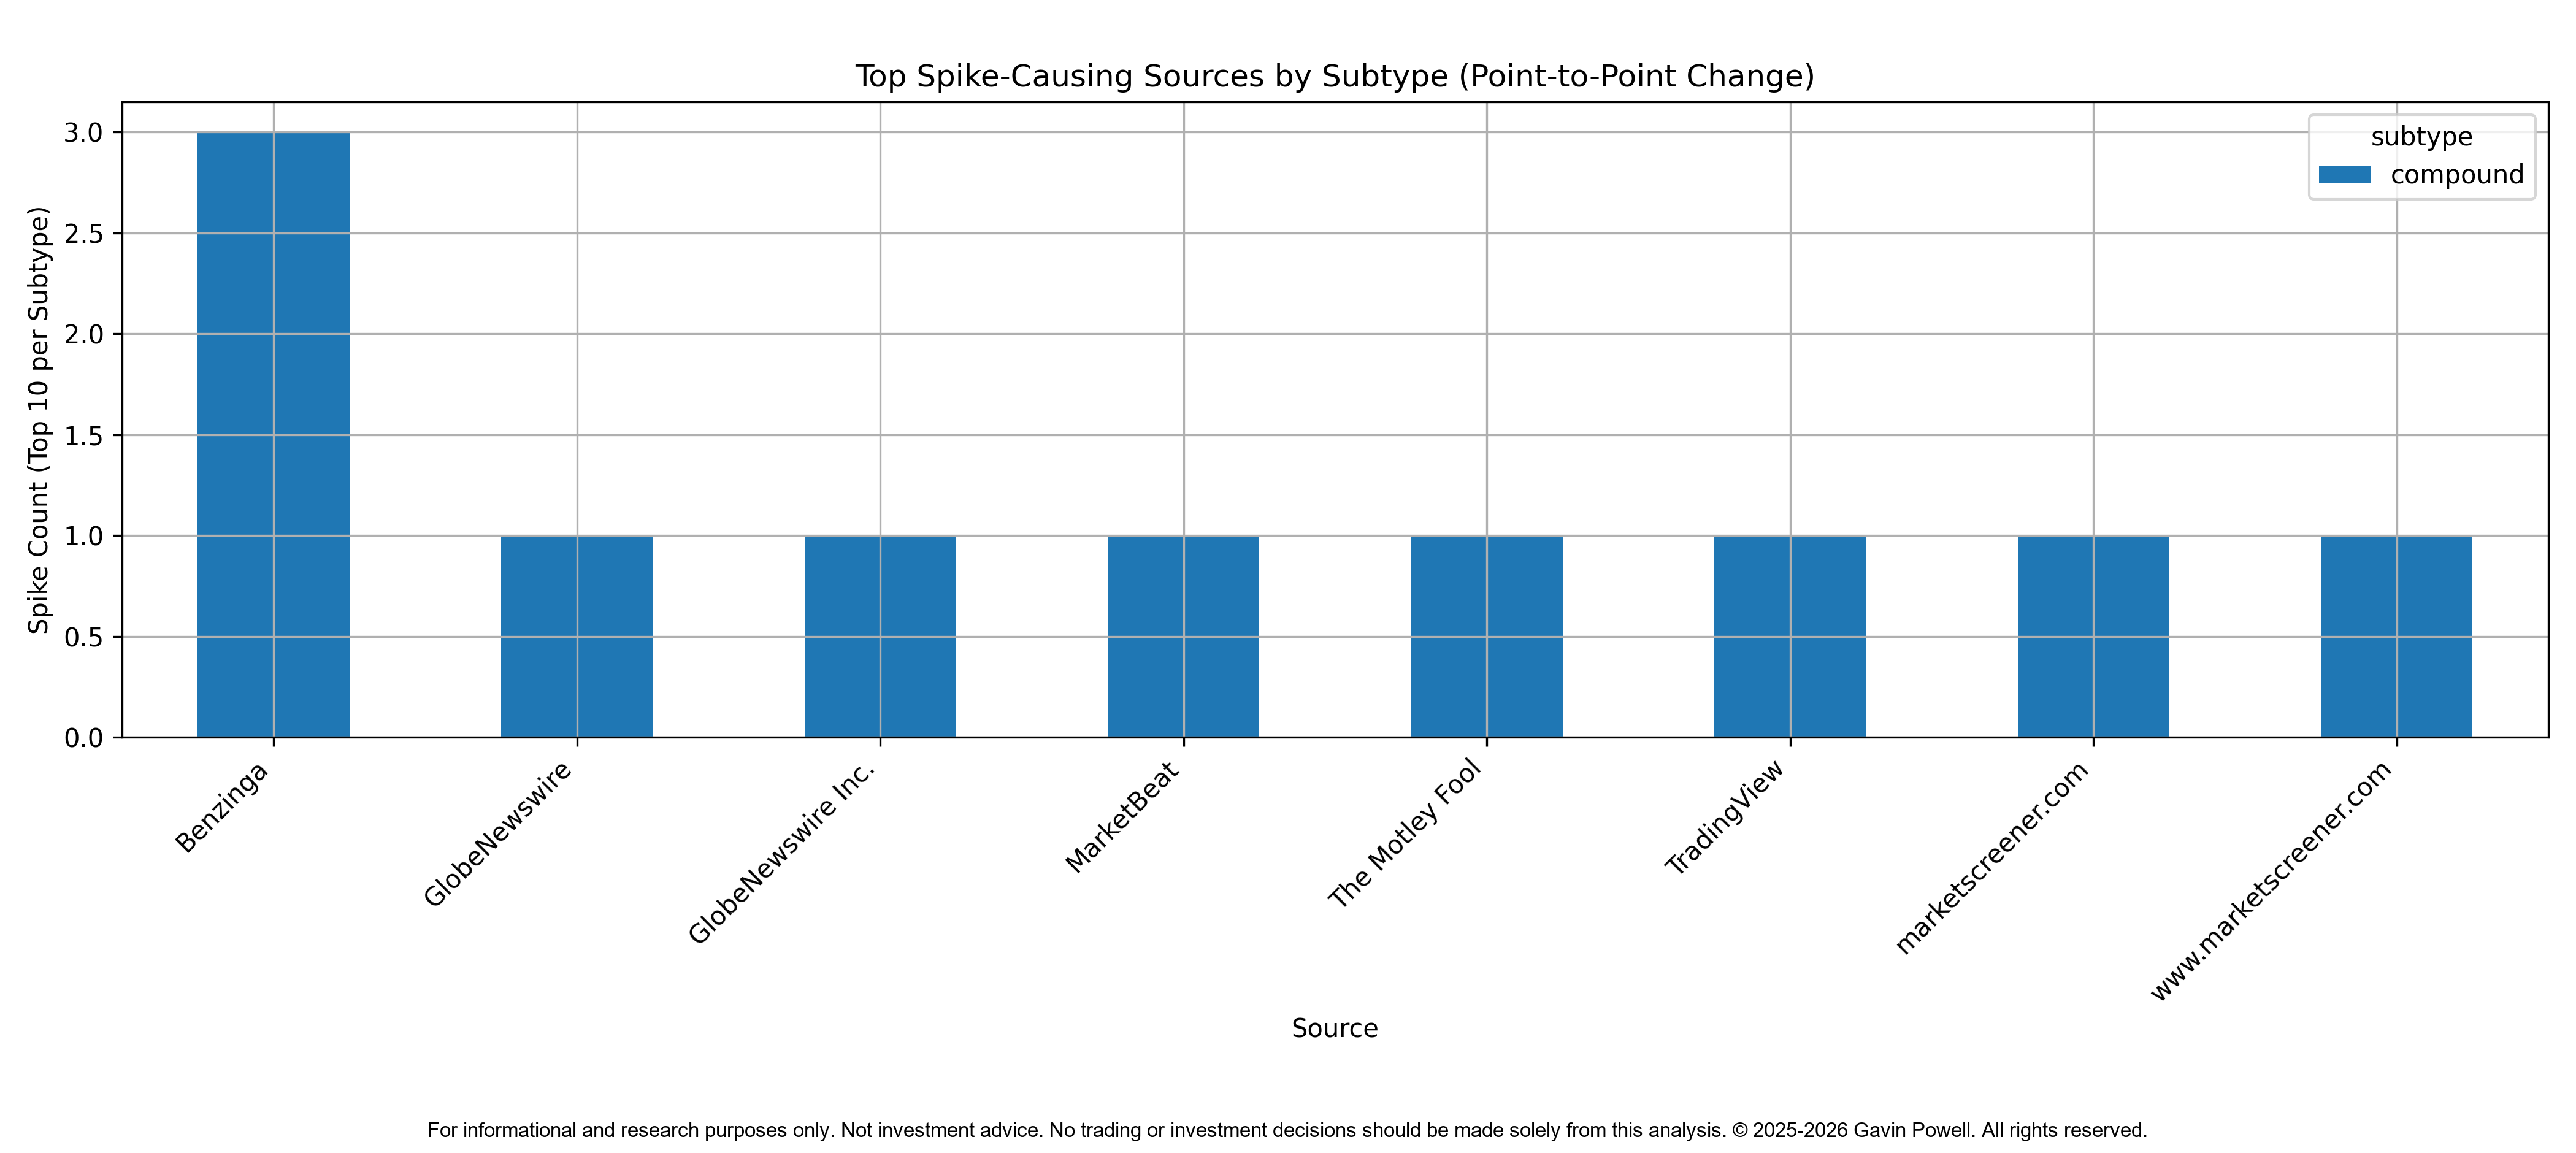 Top Spike-Causing Sources by Subtype (Point-to-Point Change)
subtype
compound
Spike Count (Top 10 per Subtype)
3.0
2.5
2.0
1.5
1.0
0.5
0.0
Benzinga
GlobeNewswire
GlobeNewswire Inc.
MarketBeat
The Motley Fool
TradingView
marketscreener.com
www.marketscreener.com
Source
For informational and research purposes only. Not investment advice. No trading or investment decisions should be made solely from this analysis. © 2025-2026 Gavin Powell. All rights reserved.